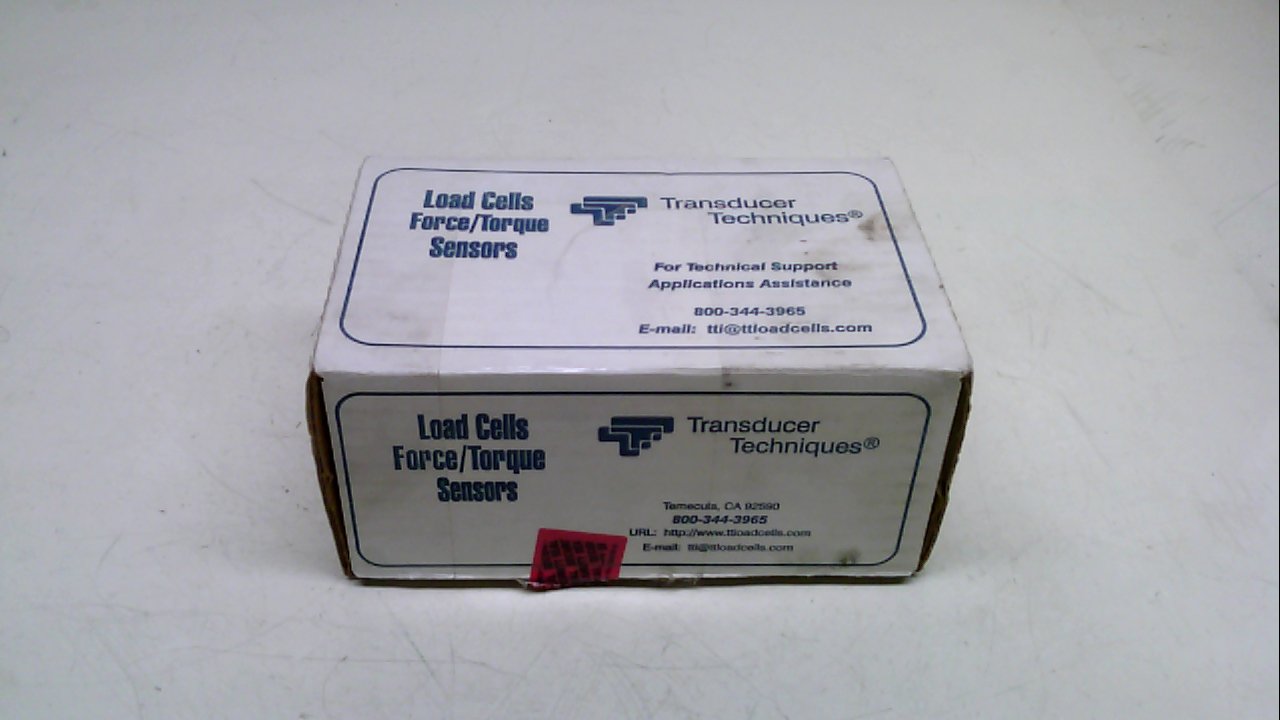 Load Cells
Force/Torque
Sensors
Transducer
Techniques®
For Technical Support
Applications Assistance
800-344-3965
E-mail: tti@ttloadcells.com
Load Cells
Force/Torque
Sensors
Transducer
Techniques®
Temecula, CA 92590
800-344-3965
URL: http://www.ttloadcells.com
E-mail: tti@ttloadcells.com